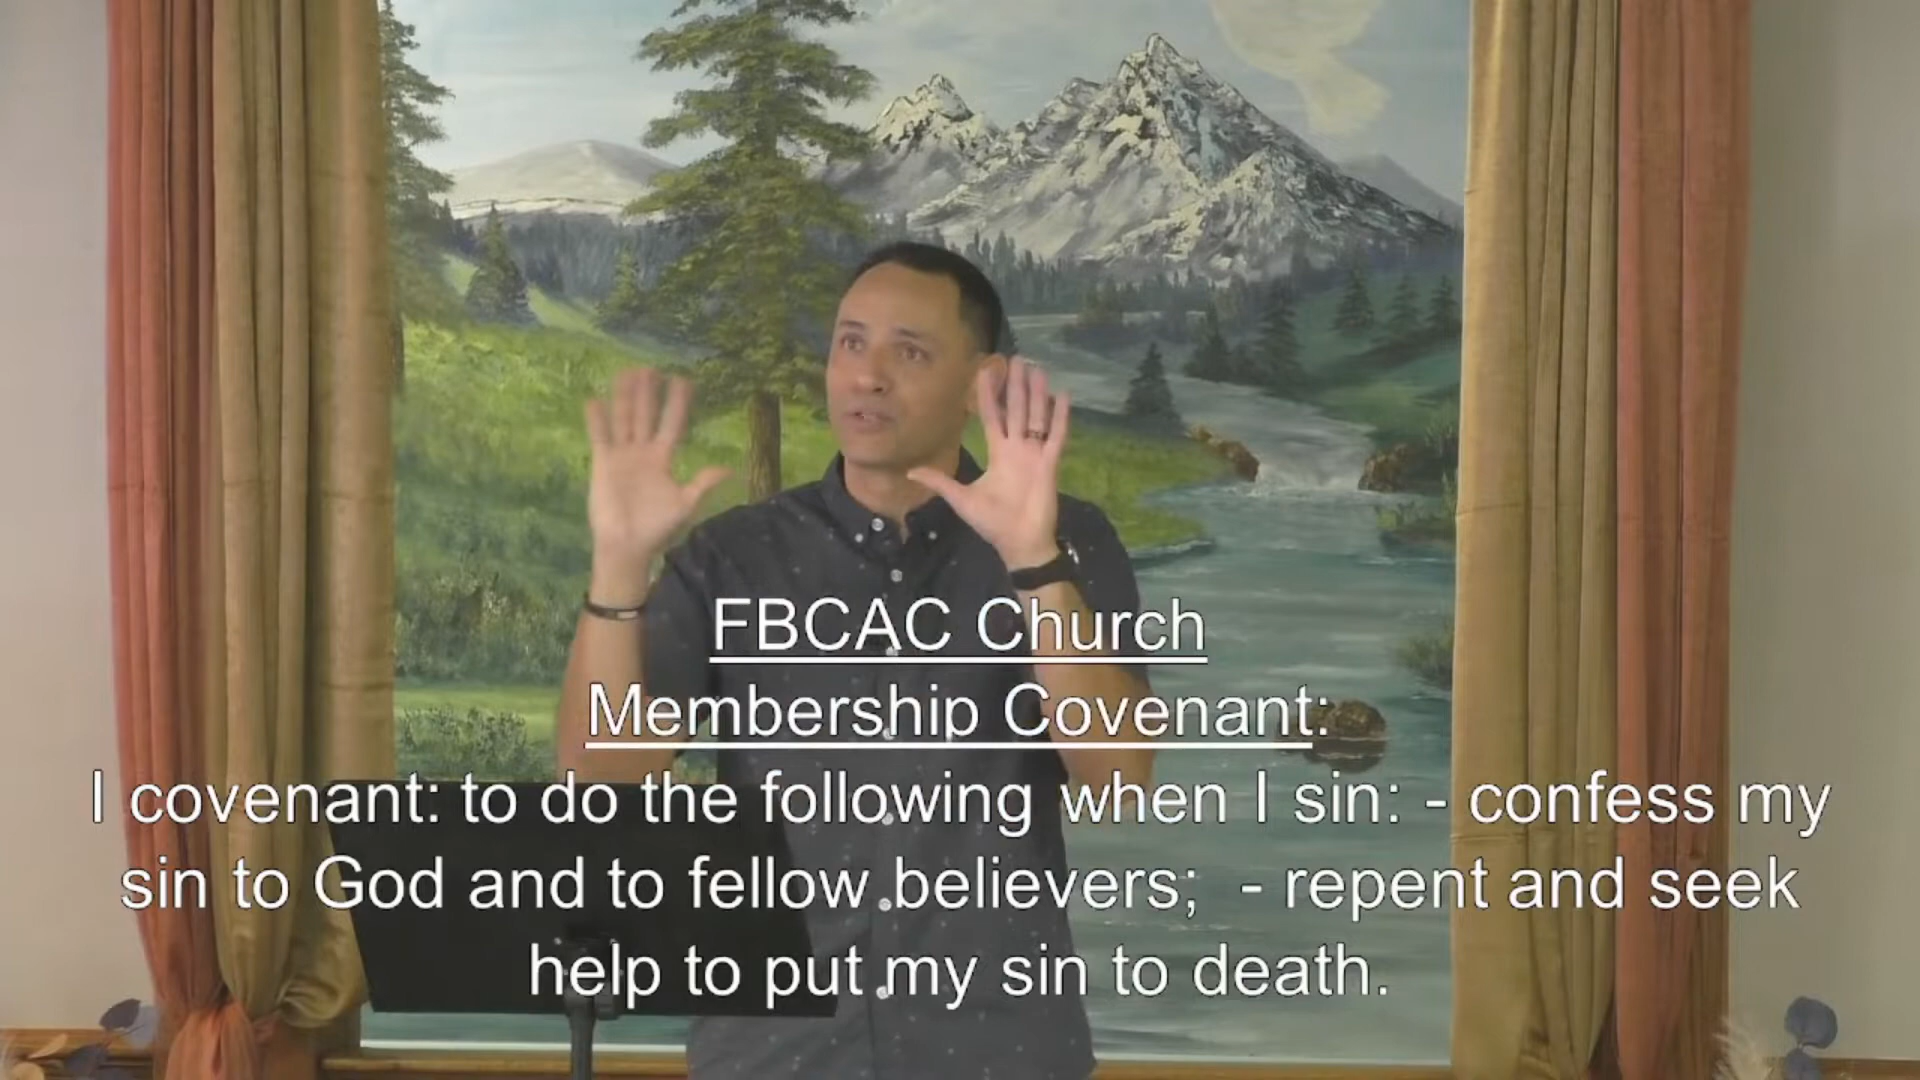 FBCAC Church
Membership Covenant:
I covenant: to do the following when I sin: - confess my
sin to God and to fellow believers;  - repent and seek
help to put my sin to death.